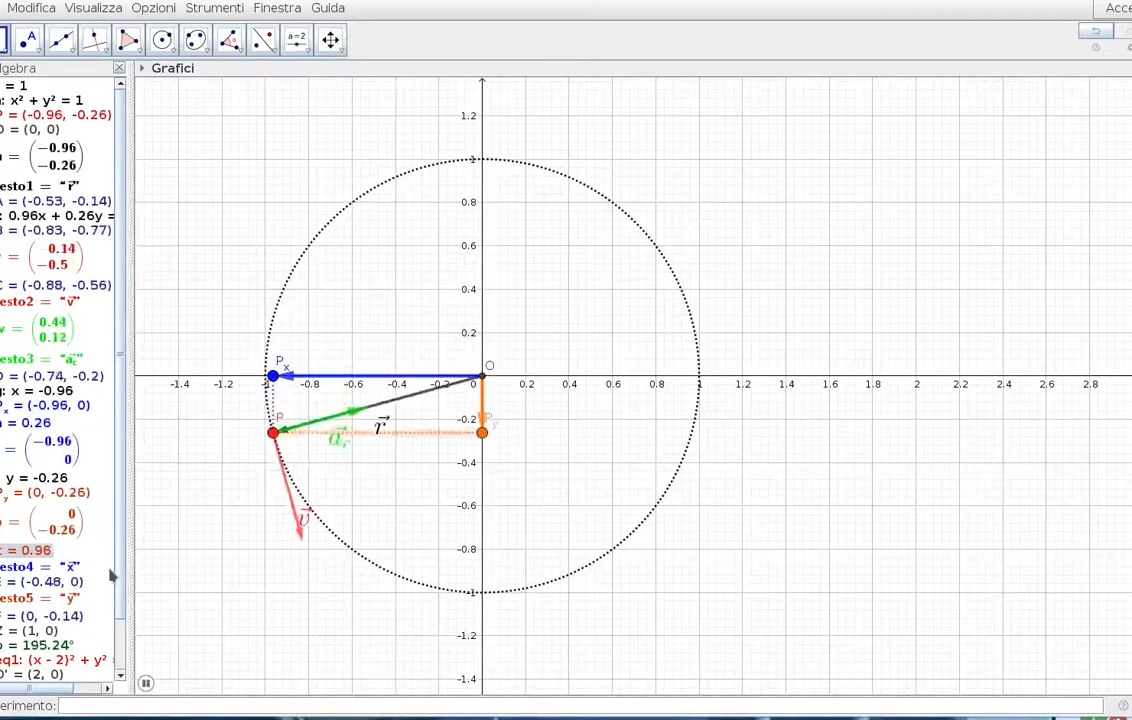 Modifica Visualizza Opzioni Strumenti Finestra Guida Acce
A a=2
gebra
Grafici
= 1
: x² + y² = 1
= (-0.96, -0.26)
= (0, 0)
= (−0.96
−0.26)
esto1 = “r⃗”
= (-0.53, -0.14)
: 0.96x + 0.26y =
= (-0.83, -0.77)
= (−0.14
−0.5)
= (-0.88, -0.56)
esto2 = “v⃗”
= (0.44
0.12)
esto3 = “a⃗c”
= (-0.74, -0.2)
: x = -0.96
Px = (-0.96, 0)
= 0.26
= (−0.96
0)
y = -0.26
Py = (0, -0.26)
= (0
−0.26)
= 0.96
esto4 = “x⃗”
= (-0.48, 0)
esto5 = “y⃗”
= (0, -0.14)
Z = (1, 0)
= 195.24°
eq1: (x - 2)² + y² =
' = (2, 0)
1.2
1
0.8
0.6
0.4
0.2
Px O
-1.4 -1.2 -1 -0.8 -0.6 -0.4 -0.2 0 0.2 0.4 0.6 0.8 1 1.2 1.4 1.6 1.8 2 2.2 2.4 2.6 2.8
P -0.2
r⃗
a⃗c
-0.4
v⃗ -0.6
-0.8
-1
-1.2
-1.4
erimento: